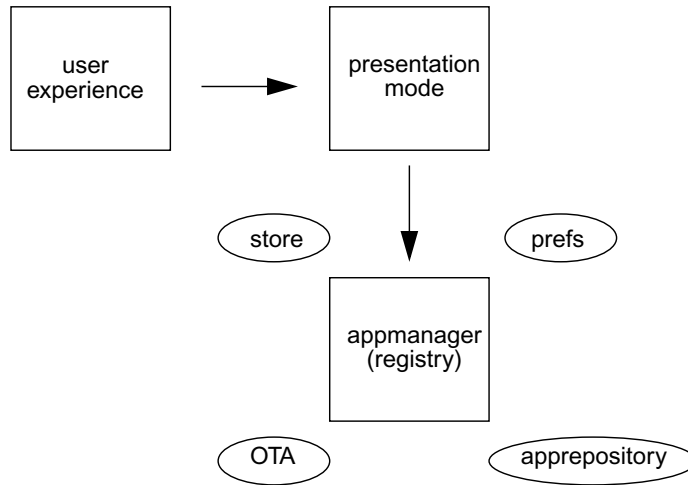 user
experience
presentation
mode
store
prefs
appmanager
(registry)
OTA
apprepository